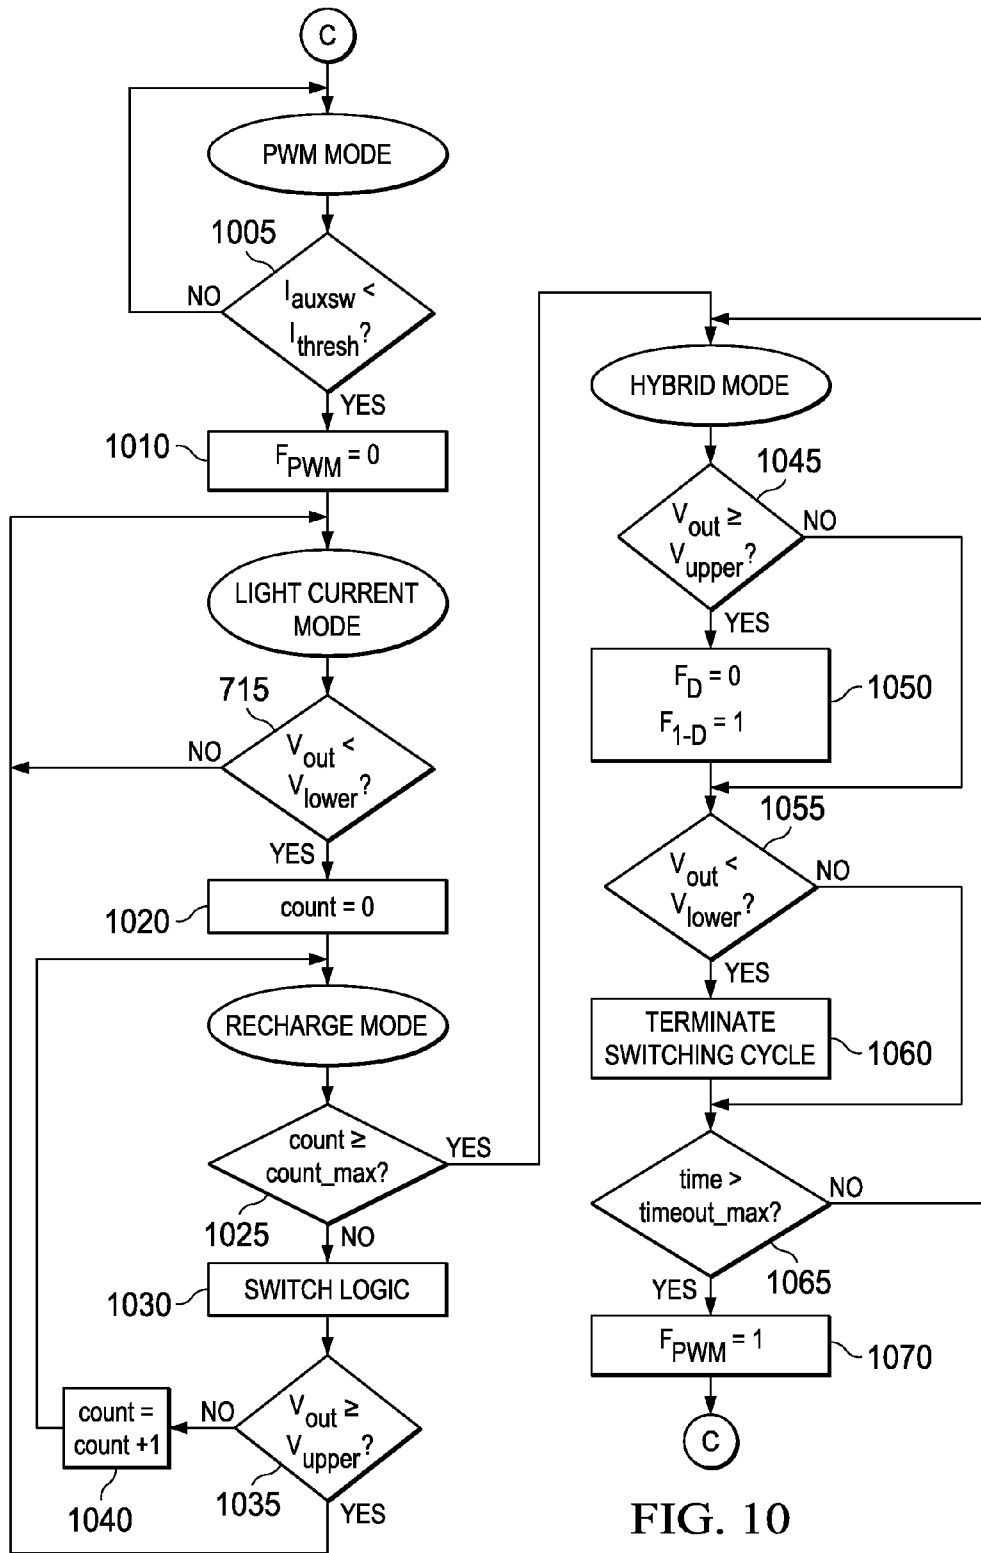 C
PWM MODE
1005
I_auxsw <
I_thresh?
NO
YES
1010
F_PWM = 0
LIGHT CURRENT
MODE
715
V_out <
V_lower?
NO
YES
1020
count = 0
RECHARGE MODE
count ≥
count_max?
YES
1025
NO
1030
SWITCH LOGIC
V_out ≥
V_upper?
NO
count =
count +1
1040
1035
YES
HYBRID MODE
1045
V_out ≥
V_upper?
NO
YES
F_D = 0
F_1-D = 1
1050
1055
V_out <
V_lower?
NO
YES
TERMINATE
SWITCHING CYCLE
1060
time >
timeout_max?
NO
1065
YES
F_PWM = 1
1070
C
FIG. 10